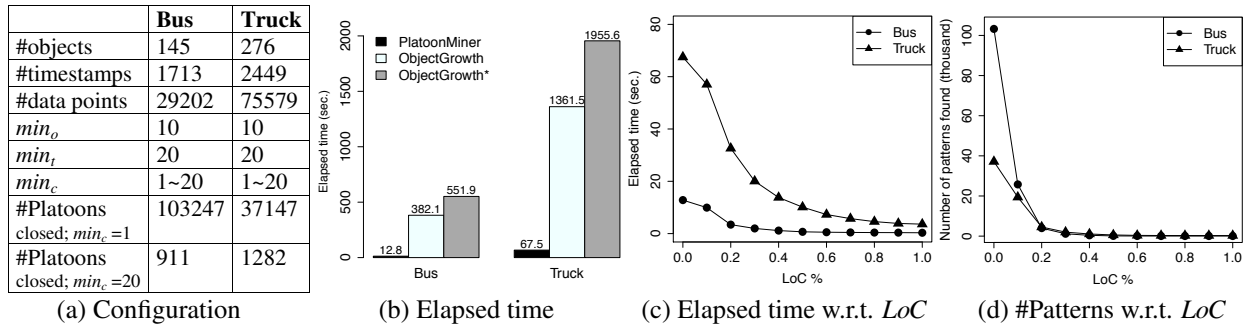 Bus Truck
#objects 145 276
#timestamps 1713 2449
#data points 29202 75579
min_o 10 10
min_t 20 20
min_c 1~20 1~20
#Platoons 103247 37147
closed; min_c =1
#Platoons 911 1282
closed; min_c =20
(a) Configuration
Elapsed time (sec.)
0 500 1000 1500 2000
PlatoonMiner
ObjectGrowth
ObjectGrowth*
12.8 382.1 551.9
67.5 1361.5 1955.6
Bus Truck
(b) Elapsed time
Elapsed time (sec.)
0 20 40 60 80
Bus
Truck
0.0 0.2 0.4 0.6 0.8 1.0
LoC %
(c) Elapsed time w.r.t. LoC
Number of patterns found (thousand)
0 20 40 60 80 100
Bus
Truck
0.0 0.2 0.4 0.6 0.8 1.0
LoC %
(d) #Patterns w.r.t. LoC